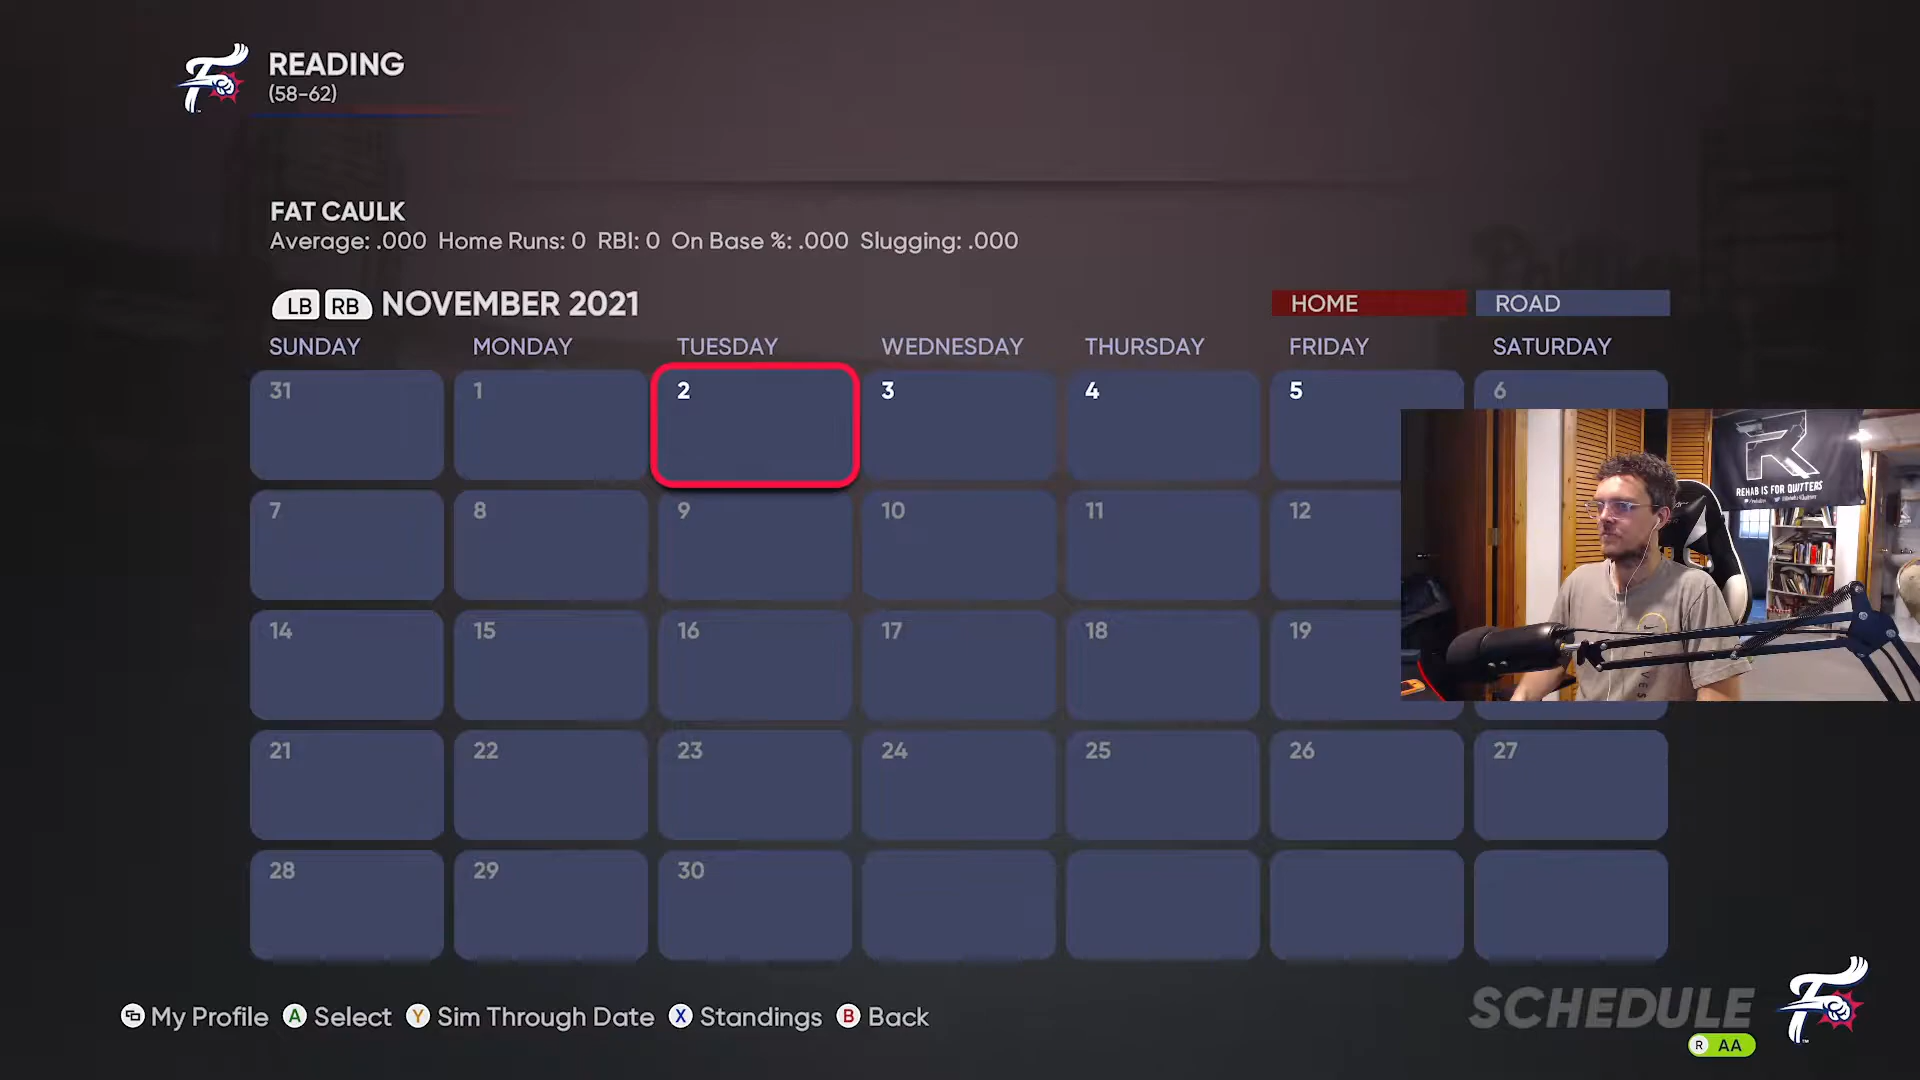 READING
(58-62)
FAT CAULK
Average: .000 Home Runs: 0 RBI: 0 On Base %: .000 Slugging: .000
LB RB NOVEMBER 2021
HOME ROAD
SUNDAY MONDAY TUESDAY WEDNESDAY THURSDAY FRIDAY SATURDAY
31 1 2 3 4 5 6
7 8 9 10 11 12
REHAB IS FOR QUITTERS
14 15 16 17 18 19
21 22 23 24 25 26 27
28 29 30
My Profile A Select Y Sim Through Date X Standings B Back
SCHEDULE
R AA